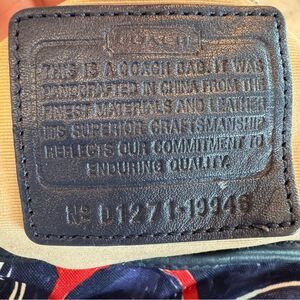 COACH
THIS IS A COACH BAG. IT WAS
HANDCRAFTED IN CHINA FROM THE
FINEST MATERIALS AND LEATHER
ITS SUPERIOR CRAFTSMANSHIP
REFLECTS OUR COMMITMENT TO
ENDURING QUALITY.
No D1271-19946